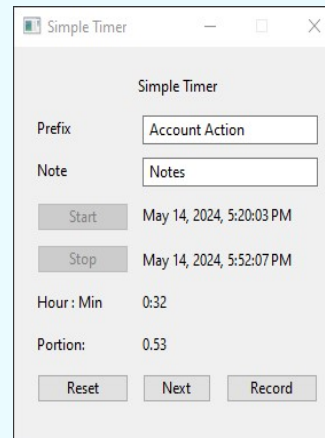 Simple Timer
Simple Timer
Prefix Account Action
Note Notes
Start May 14, 2024, 5:20:03 PM
Stop May 14, 2024, 5:52:07 PM
Hour : Min 0:32
Portion: 0.53
Reset Next Record